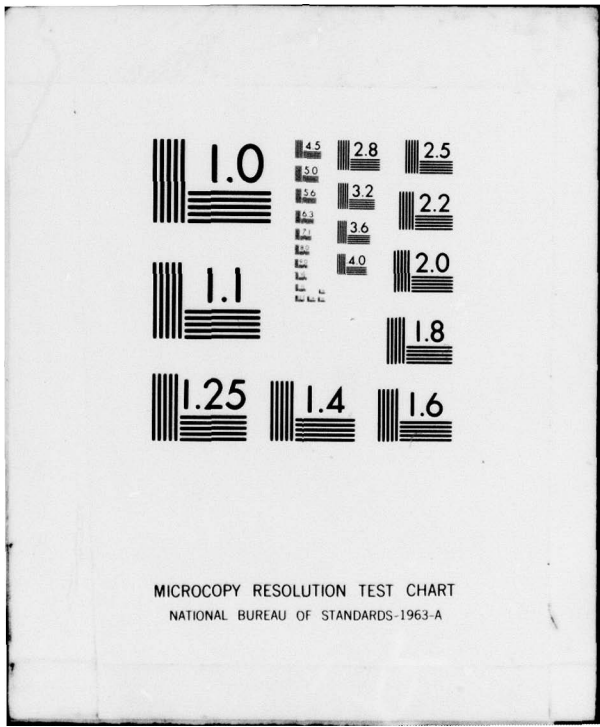 1.0 4.5 2.8 2.5
5.0
5.6 3.2 2.2
6.3 3.6
7.1
4.0 2.0
1.1
1.8
1.25 1.4 1.6
MICROCOPY RESOLUTION TEST CHART
NATIONAL BUREAU OF STANDARDS-1963-A